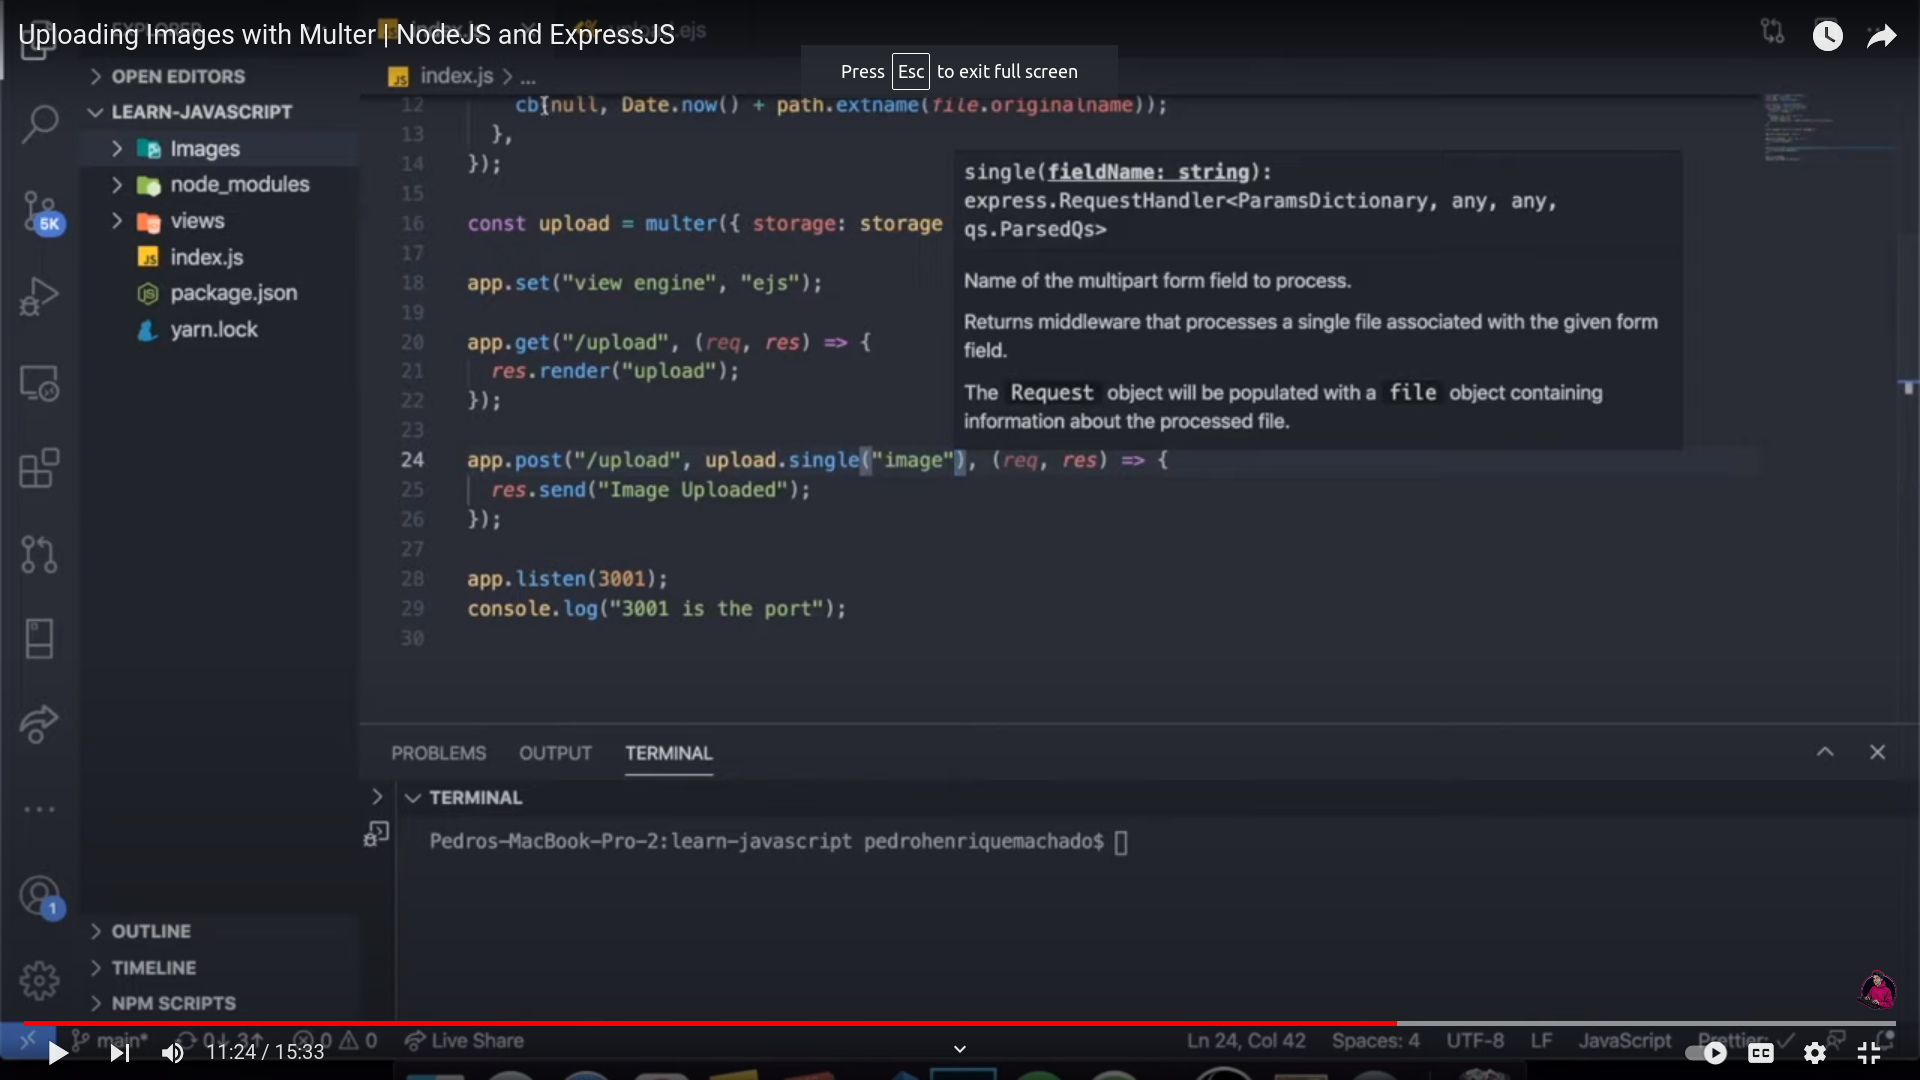 Uploading Images with Multer | NodeJS and ExpressJS
Press Esc to exit full screen
OPEN EDITORS
LEARN-JAVASCRIPT
Images
node_modules
views
index.js
package.json
yarn.lock
5K
1
OUTLINE
TIMELINE
NPM SCRIPTS
index.js > ...
12 cb(null, Date.now() + path.extname(file.originalname));
13 },
14 });
15
16 const upload = multer({ storage: storage
17
18 app.set("view engine", "ejs");
19
20 app.get("/upload", (req, res) => {
21 res.render("upload");
22 });
23
24 app.post("/upload", upload.single("image"), (req, res) => {
25 res.send("Image Uploaded");
26 });
27
28 app.listen(3001);
29 console.log("3001 is the port");
30
single(fieldName: string):
express.RequestHandler<ParamsDictionary, any, any,
qs.ParsedQs>
Name of the multipart form field to process.
Returns middleware that processes a single file associated with the given form
field.
The Request object will be populated with a file object containing
information about the processed file.
PROBLEMS OUTPUT TERMINAL
TERMINAL
Pedros-MacBook-Pro-2:learn-javascript pedrohenriquemachado$
main* 0 0 Live Share
Ln 24, Col 42 Spaces: 4 UTF-8 LF JavaScript Prettier
11:24 / 15:33
CC